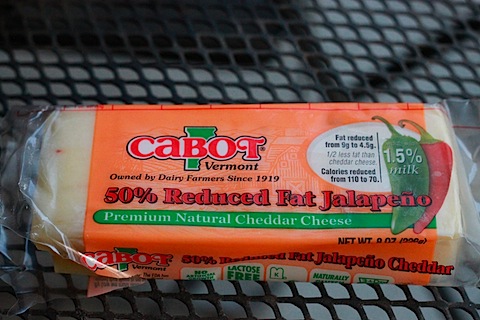 CABOT
Vermont
Owned by Dairy Farmers Since 1919
50% Reduced Fat Jalapeño
Premium Natural Cheddar Cheese
Fat reduced
from 9g to 4.5g.
1/2 less fat than
cheddar cheese.
Calories reduced
from 110 to 70.
1.5%
milk
NET WT. 8 OZ
CABOT
Vermont
50% Reduced Fat Jalapeño Cheddar
LACTOSE
FREE
NATURALLY